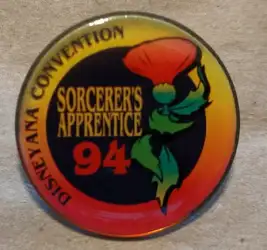 DISNEYANA CONVENTION
SORCERER'S
APPRENTICE
94